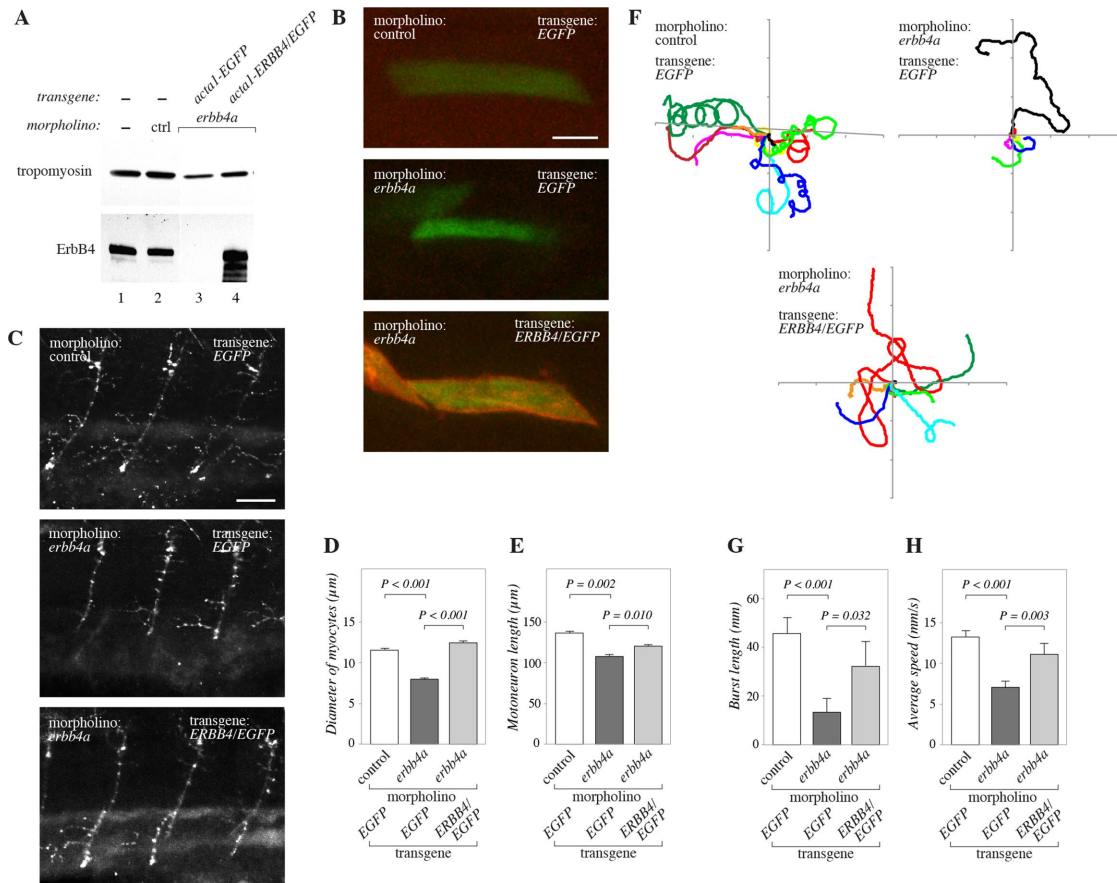 A
transgene:
–
–
acta1-EGFP
acta1-ERBB4/EGFP
morpholino:
–
ctrl
erbb4a
tropomyosin
ErbB4
1
2
3
4
B
morpholino:
control
transgene:
EGFP
morpholino:
erbb4a
transgene:
EGFP
morpholino:
erbb4a
transgene:
ERBB4/EGFP
C
morpholino:
control
transgene:
EGFP
morpholino:
erbb4a
transgene:
EGFP
morpholino:
erbb4a
transgene:
ERBB4/EGFP
D
Diameter of myocytes (µm)
P < 0.001
P < 0.001
15
10
5
0
control
erbb4a
erbb4a
morpholino
EGFP
EGFP
ERBB4/
EGFP
transgene
E
Motoneuron length (µm)
P = 0.002
P = 0.010
150
100
50
0
control
erbb4a
erbb4a
morpholino
EGFP
EGFP
ERBB4/
EGFP
transgene
F
morpholino:
control
transgene:
EGFP
morpholino:
erbb4a
transgene:
EGFP
morpholino:
erbb4a
transgene:
ERBB4/EGFP
G
Burst length (mm)
P < 0.001
P = 0.032
60
40
20
0
control
erbb4a
erbb4a
morpholino
EGFP
EGFP
ERBB4/
EGFP
transgene
H
Average speed (mm/s)
P < 0.001
P = 0.003
15
10
5
0
control
erbb4a
erbb4a
morpholino
EGFP
EGFP
ERBB4/
EGFP
transgene